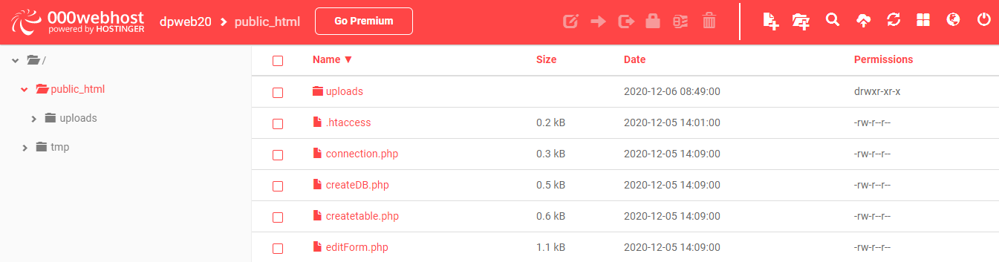 000webhost
powered by HOSTINGER
dpweb20 > public_html
Go Premium
/
public_html
uploads
tmp
Name ▼ Size Date Permissions
uploads 2020-12-06 08:49:00 drwxr-xr-x
.htaccess 0.2 kB 2020-12-05 14:01:00 -rw-r--r--
connection.php 0.3 kB 2020-12-05 14:09:00 -rw-r--r--
createDB.php 0.5 kB 2020-12-05 14:09:00 -rw-r--r--
createtable.php 0.6 kB 2020-12-05 14:09:00 -rw-r--r--
editForm.php 1.1 kB 2020-12-05 14:09:00 -rw-r--r--